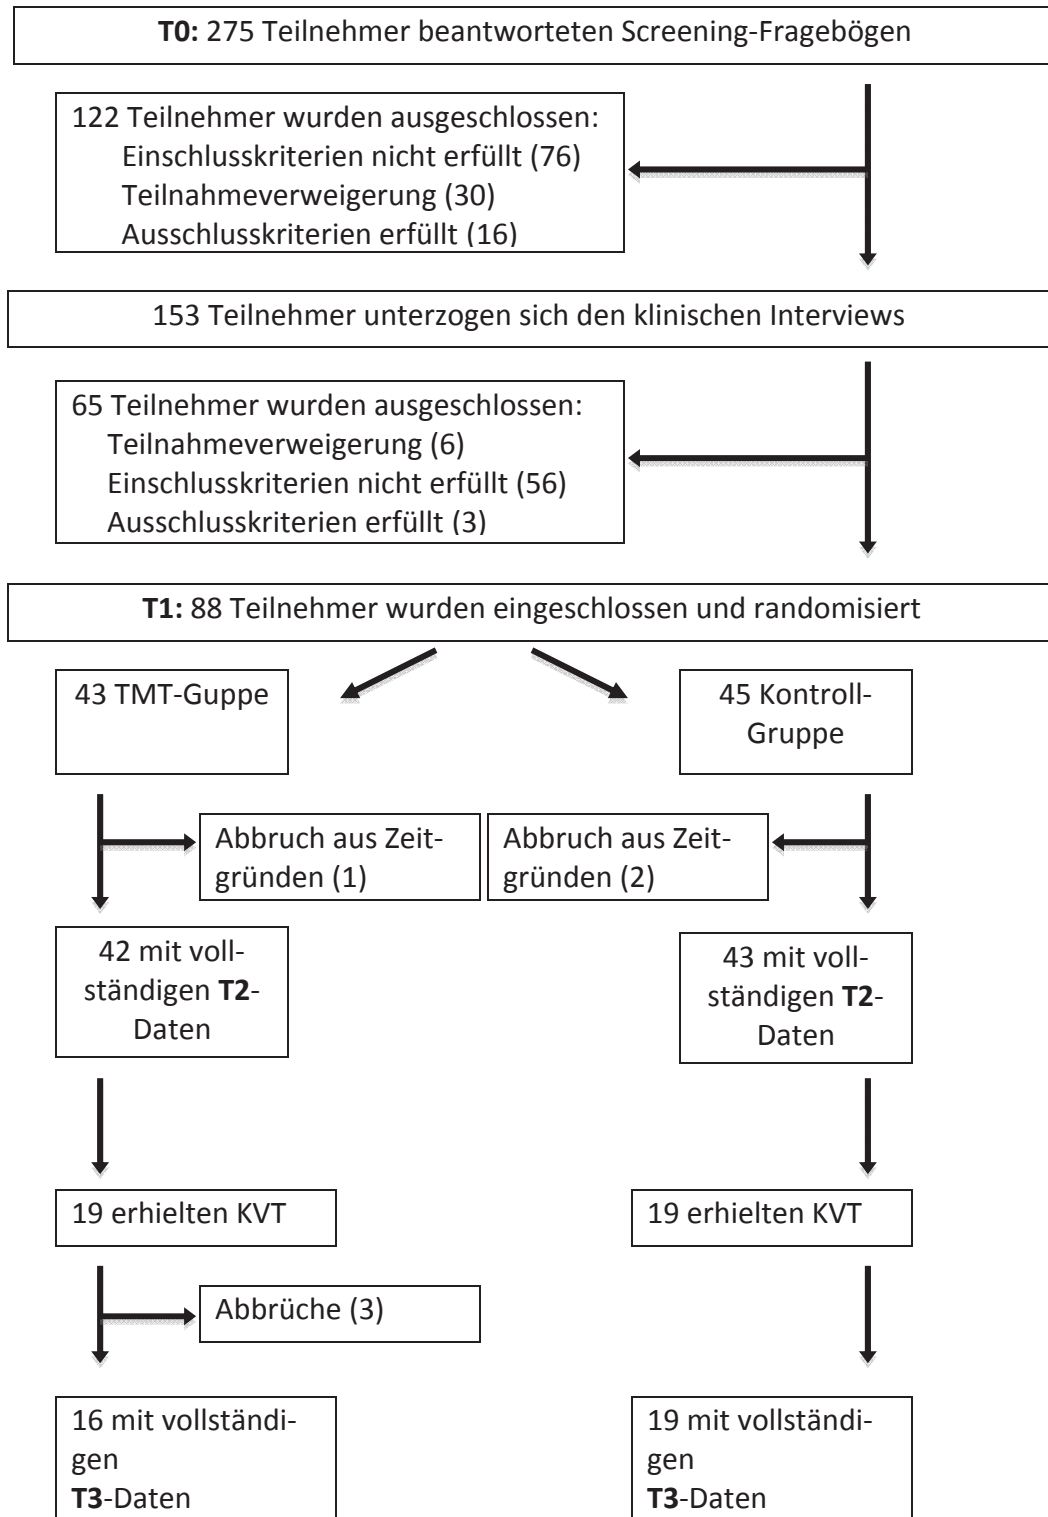 T0: 275 Teilnehmer beantworteten Screening-Fragebögen
122 Teilnehmer wurden ausgeschlossen:
Einschlusskriterien nicht erfüllt (76)
Teilnahmeverweigerung (30)
Ausschlusskriterien erfüllt (16)
153 Teilnehmer unterzogen sich den klinischen Interviews
65 Teilnehmer wurden ausgeschlossen:
Teilnahmeverweigerung (6)
Einschlusskriterien nicht erfüllt (56)
Ausschlusskriterien erfüllt (3)
T1: 88 Teilnehmer wurden eingeschlossen und randomisiert
43 TMT-Guppe
45 Kontroll-
Gruppe
Abbruch aus Zeit-
gründen (1)
Abbruch aus Zeit-
gründen (2)
42 mit voll-
ständigen T2-
Daten
43 mit voll-
ständigen T2-
Daten
19 erhielten KVT
19 erhielten KVT
Abbrüche (3)
16 mit vollständi-
gen
T3-Daten
19 mit vollständi-
gen
T3-Daten